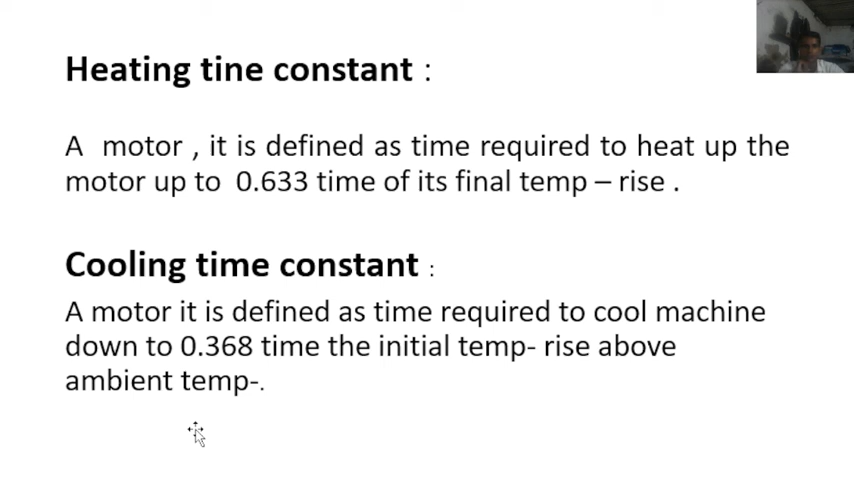 Heating tine constant :
A motor , it is defined as time required to heat up the
motor up to 0.633 time of its final temp – rise .
Cooling time constant :
A motor it is defined as time required to cool machine
down to 0.368 time the initial temp- rise above
ambient temp-.